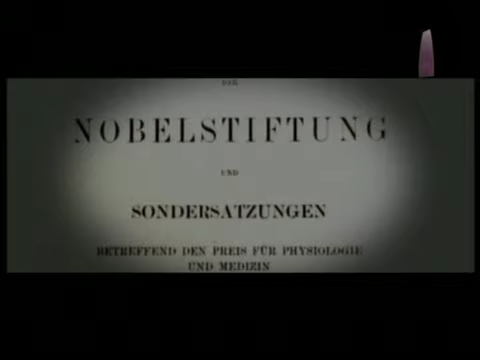 DER
NOBELSTIFTUNG
UND
SONDERSATZUNGEN
BETREFFEND DEN PREIS FÜR PHYSIOLOGIE
UND MEDIZIN